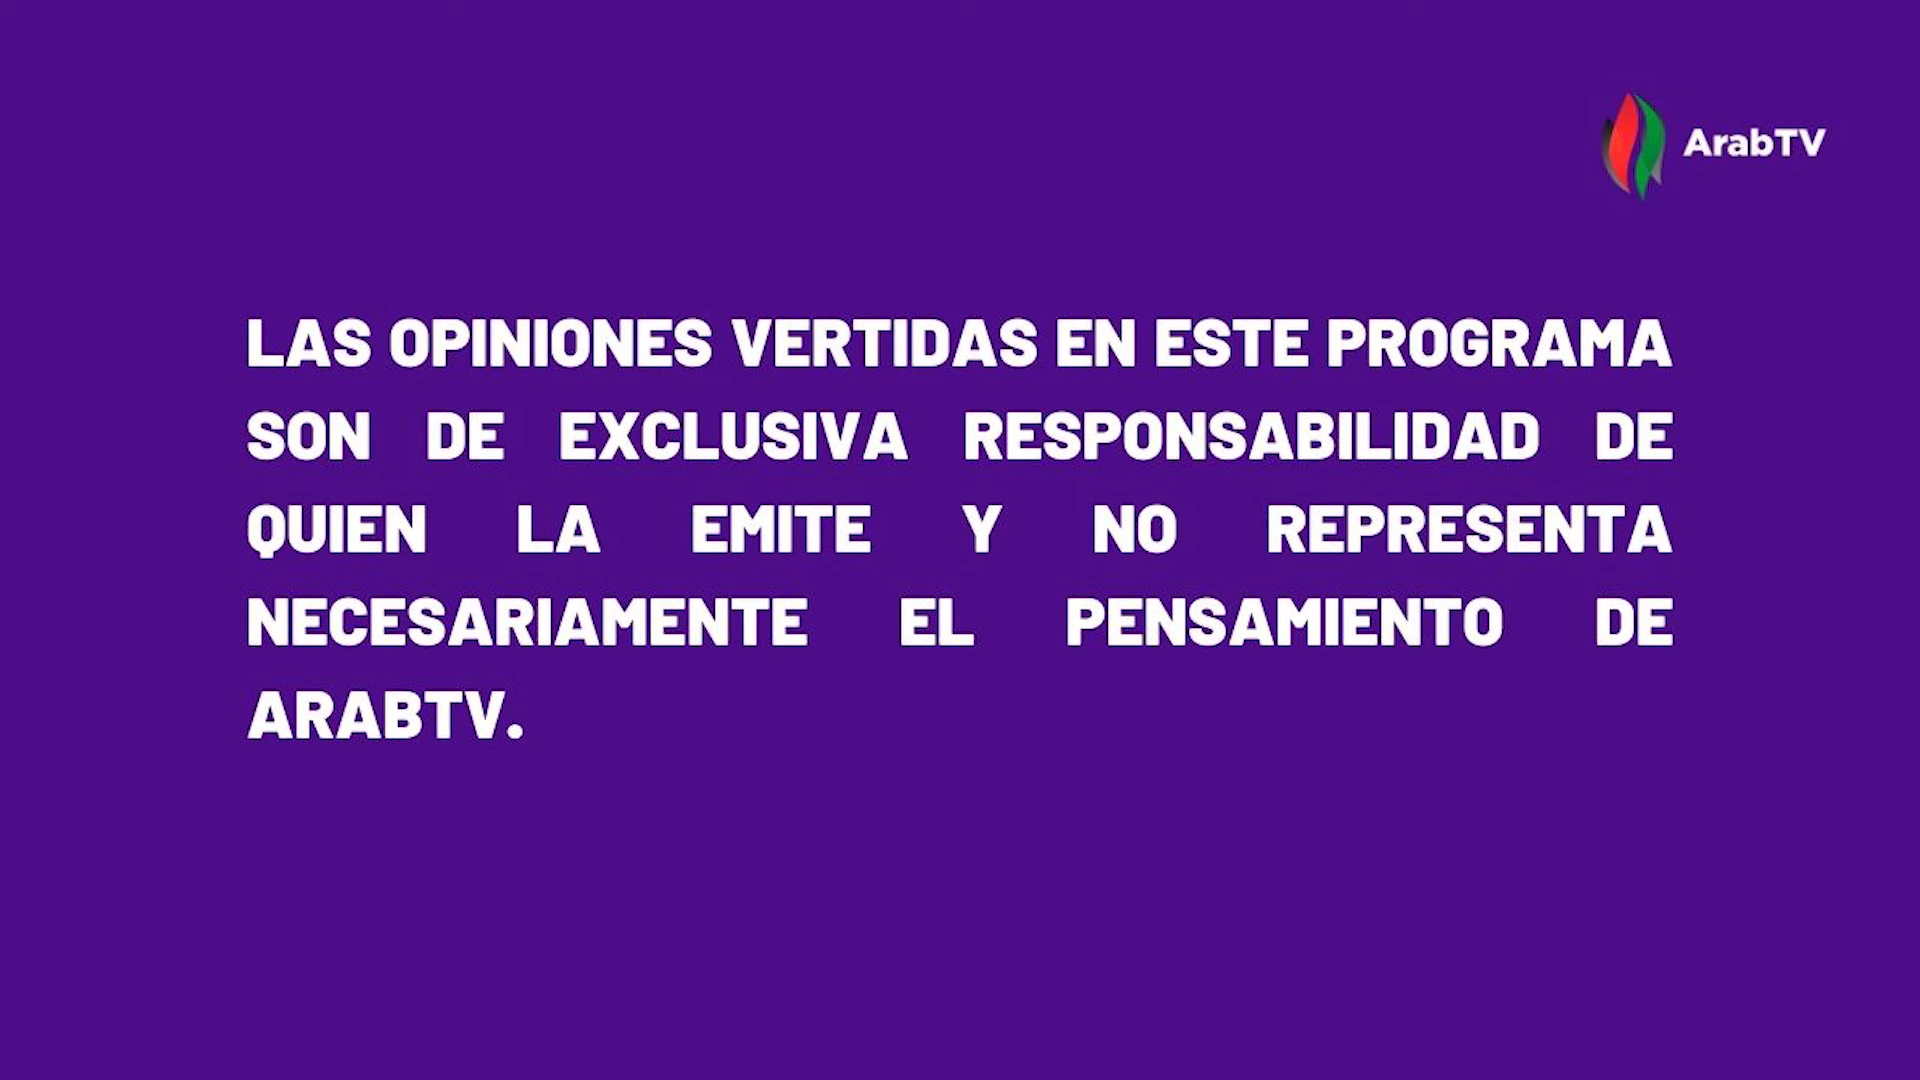 ArabTV
LAS OPINIONES VERTIDAS EN ESTE PROGRAMA
SON DE EXCLUSIVA RESPONSABILIDAD DE
QUIEN LA EMITE Y NO REPRESENTA
NECESARIAMENTE EL PENSAMIENTO DE
ARABTV.